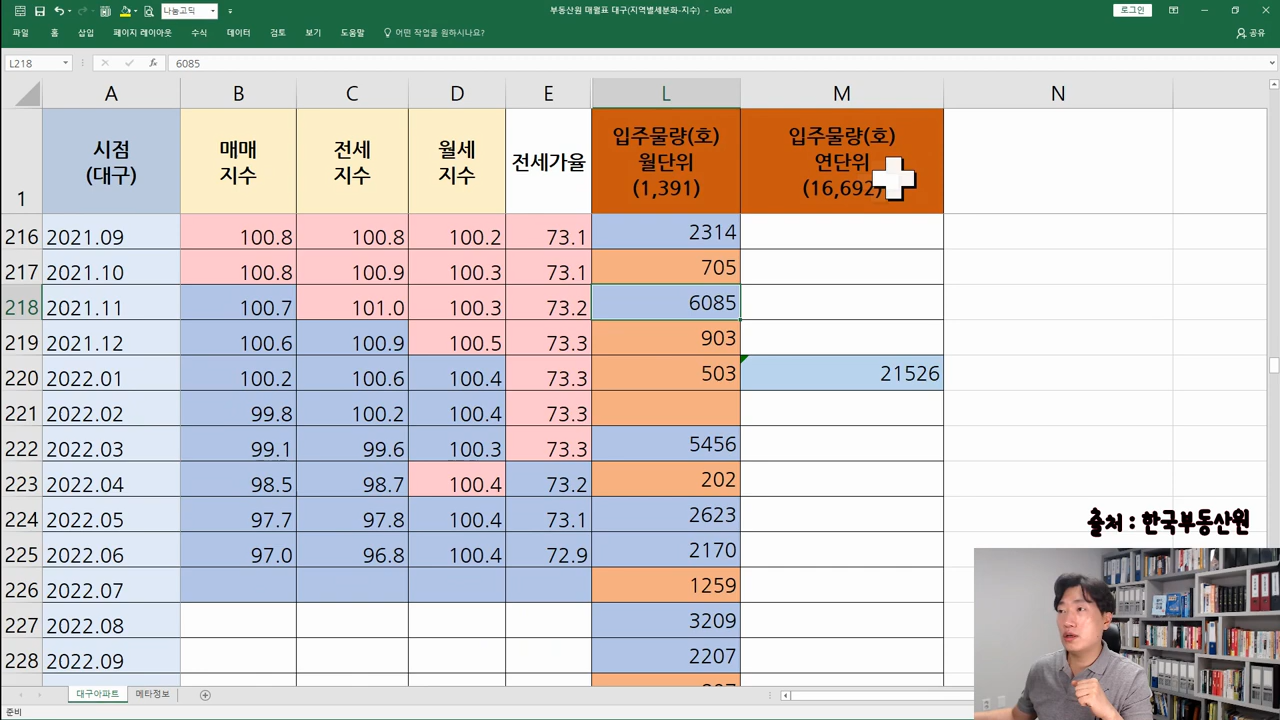 나눔고딕
부동산원 매월표 대구(지역별세분화-지수) - Excel
로그인
파일 홈 삽입 페이지 레이아웃 수식 데이터 검토 보기 도움말 어떤 작업을 원하시나요? 공유
L218 fx 6085
A B C D E L M N
1 시점 (대구) 매매 지수 전세 지수 월세 지수 전세가율 입주물량(호) 월단위 (1,391) 입주물량(호) 연단위 (16,692)
216 2021.09 100.8 100.8 100.2 73.1 2314
217 2021.10 100.8 100.9 100.3 73.1 705
218 2021.11 100.7 101.0 100.3 73.2 6085
219 2021.12 100.6 100.9 100.5 73.3 903
220 2022.01 100.2 100.6 100.4 73.3 503 21526
221 2022.02 99.8 100.2 100.4 73.3
222 2022.03 99.1 99.6 100.3 73.3 5456
223 2022.04 98.5 98.7 100.4 73.2 202
224 2022.05 97.7 97.8 100.4 73.1 2623
출처 : 한국부동산원
225 2022.06 97.0 96.8 100.4 72.9 2170
226 2022.07 1259
227 2022.08 3209
228 2022.09 2207
대구아파트 메타정보
준비